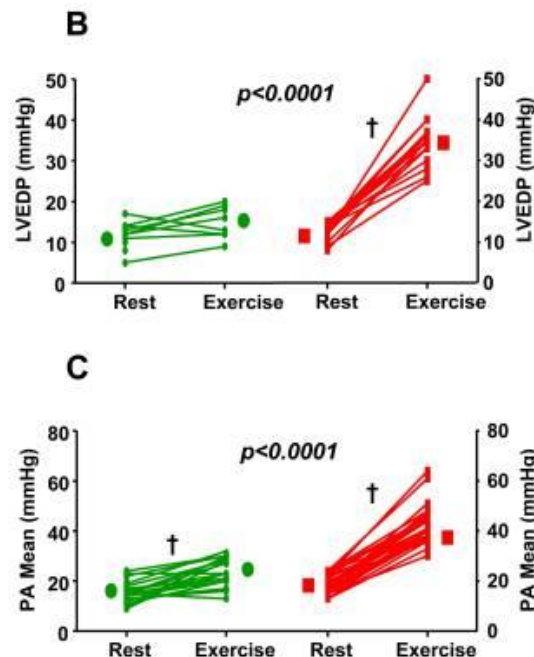 B
LVEDP (mmHg)
50
40
30
20
10
0
p<0.0001
†
50
40
30
20
10
0
LVEDP (mmHg)
Rest
Exercise
Rest
Exercise
C
PA Mean (mmHg)
80
60
40
20
0
p<0.0001
†
†
80
60
40
20
0
PA Mean (mmHg)
Rest
Exercise
Rest
Exercise